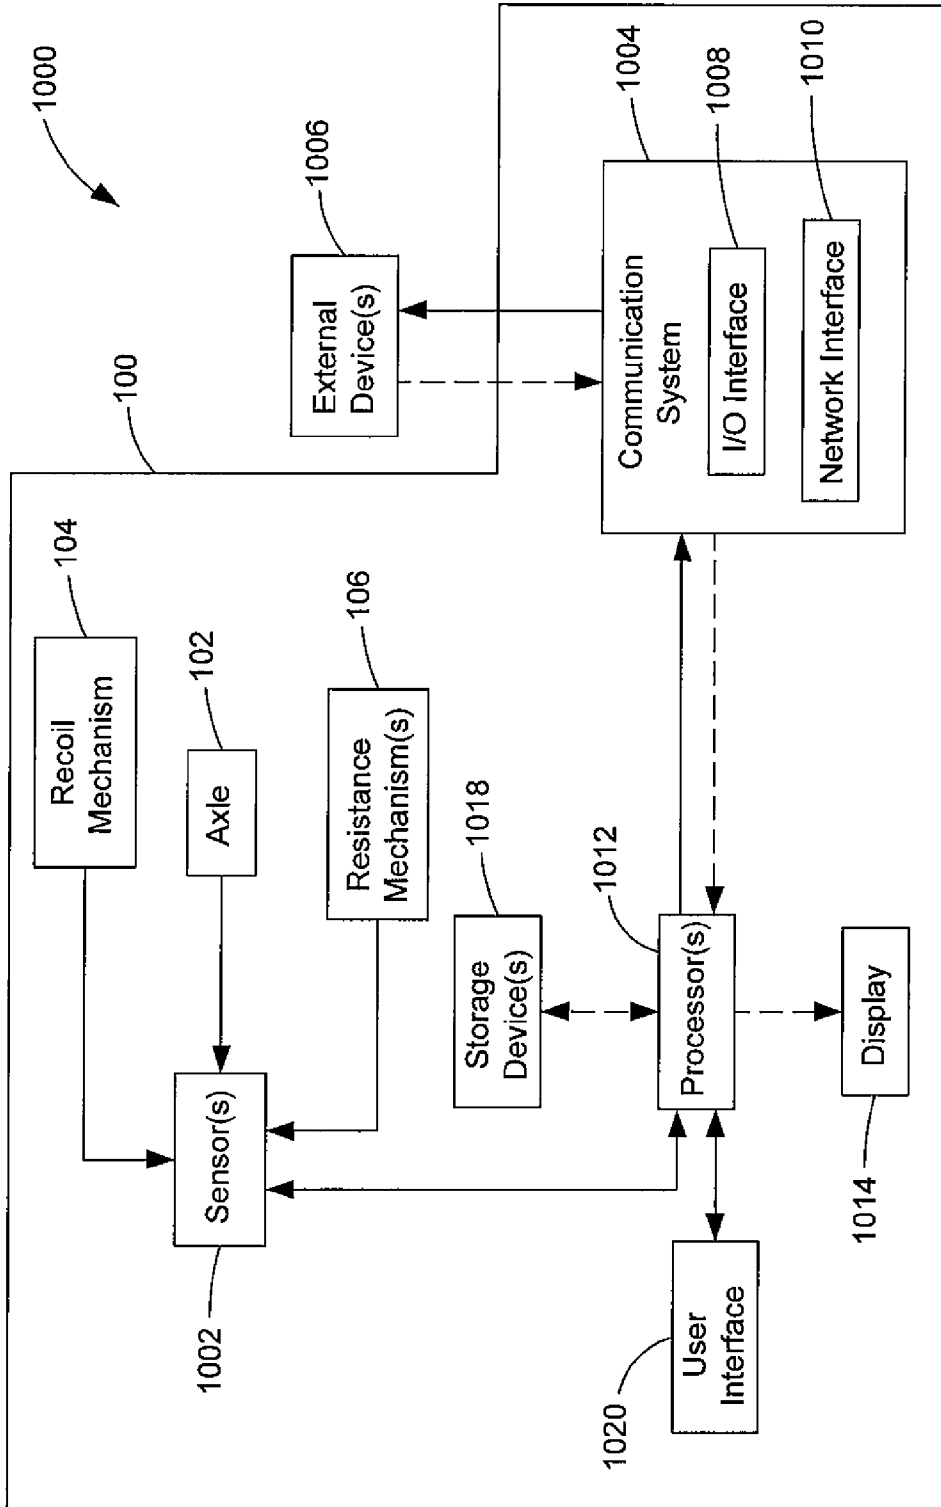 1000
100
1006
External
Device(s)
104
Recoil
Mechanism
102
Axle
106
Resistance
Mechanism(s)
Sensor(s)
1002
1018
Storage
Device(s)
1012
Processor(s)
1004
Communication
System
1008
I/O Interface
1010
Network Interface
User
Interface
1020
Display
1014